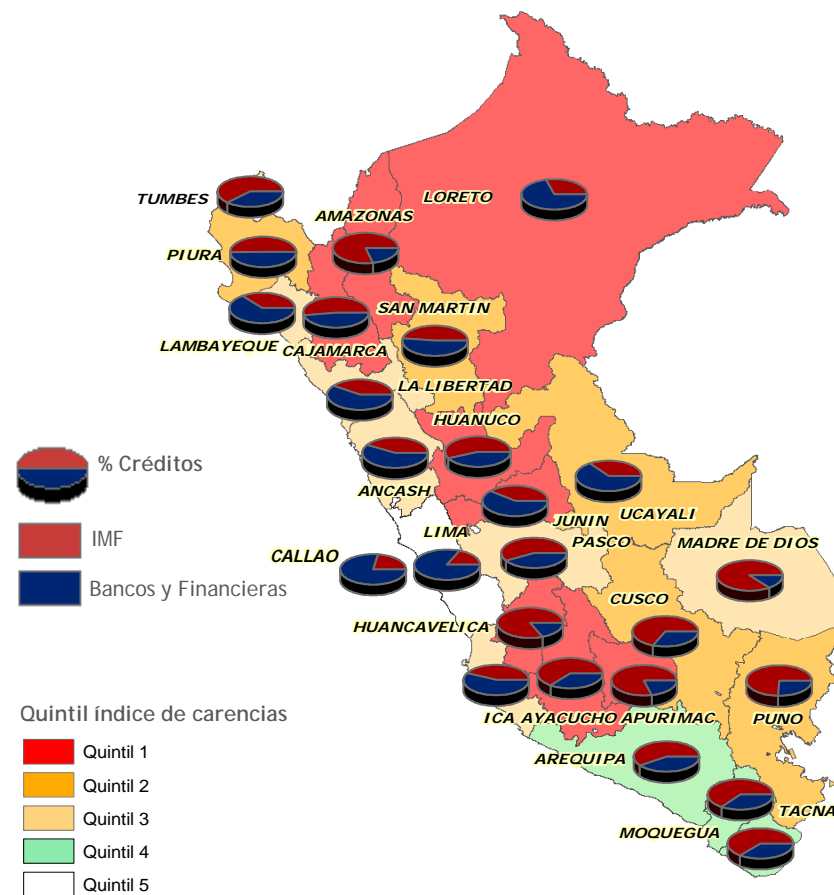 TUMBES
LORETO
AMAZONAS
PIURA
SAN MARTIN
LAMBAYEQUE
CAJAMARCA
LA LIBERTAD
HUANUCO
% Créditos
ANCASH
UCAYALI
IMF
LIMA
JUNIN
PASCO
MADRE DE DIOS
CALLAO
Bancos y Financieras
CUSCO
HUANCAVELICA
Quintil índice de carencias
ICA AYACUCHO APURIMAC
PUNO
Quintil 1
AREQUIPA
Quintil 2
TACNA
Quintil 3
MOQUEGUA
Quintil 4
Quintil 5